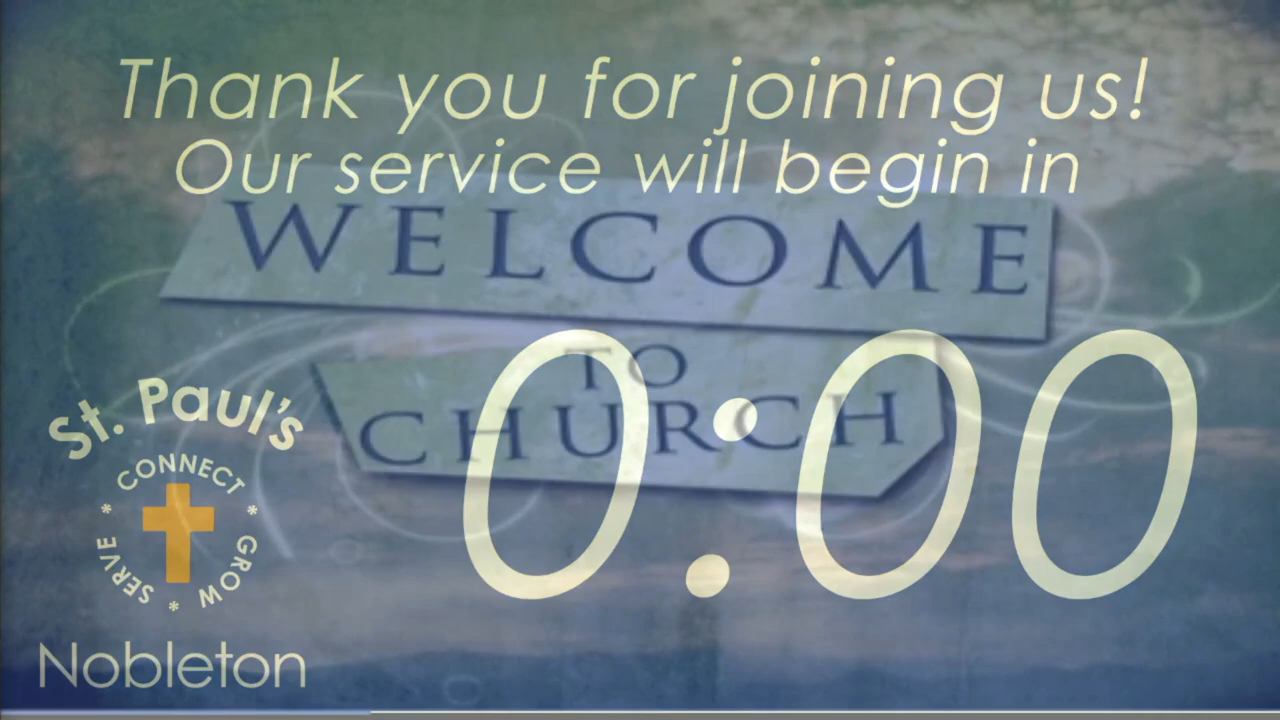 Thank you for joining us!
Our service will begin in
WELCOME
TO
CHURCH
0:00
St. Paul's
CONNECT * GROW * SERVE *
Nobleton